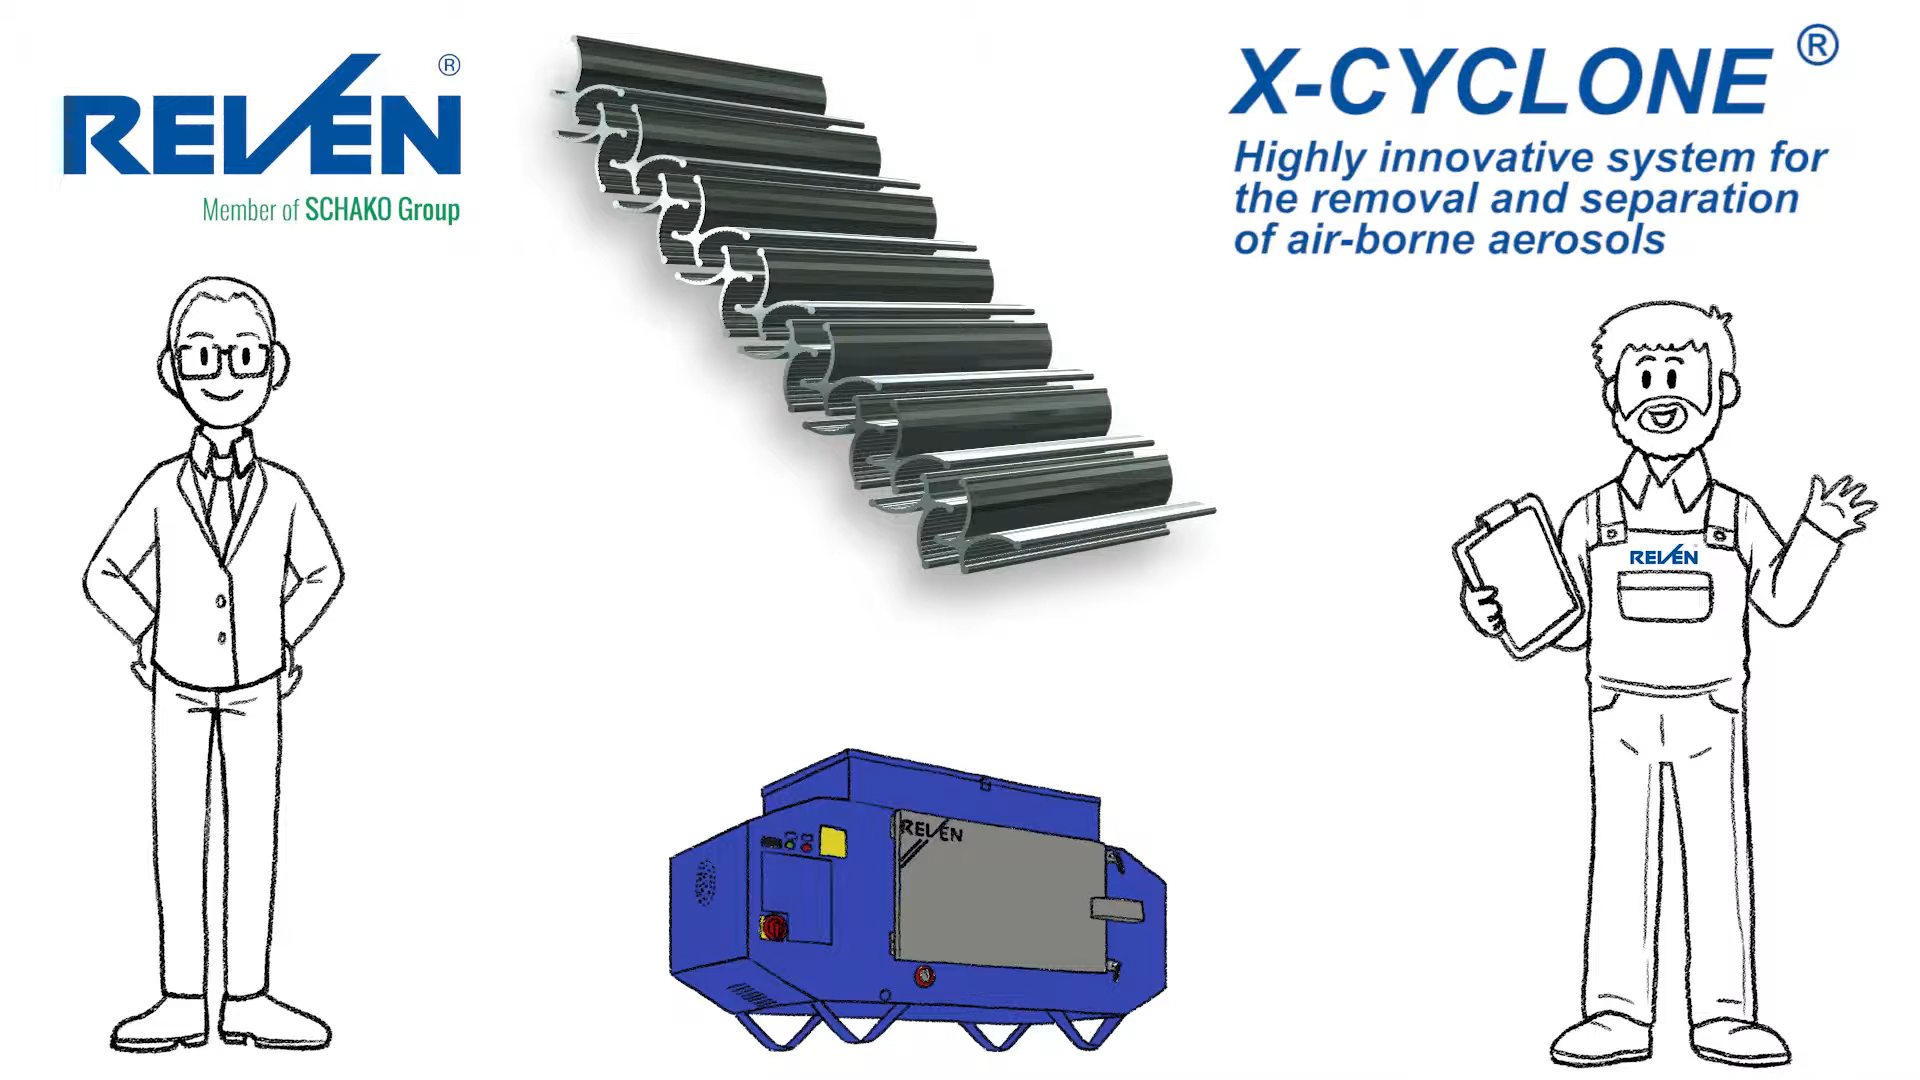 REVEN®
Member of SCHAKO Group
X-CYCLONE®
Highly innovative system for
the removal and separation
of air-borne aerosols
REVEN
REVEN